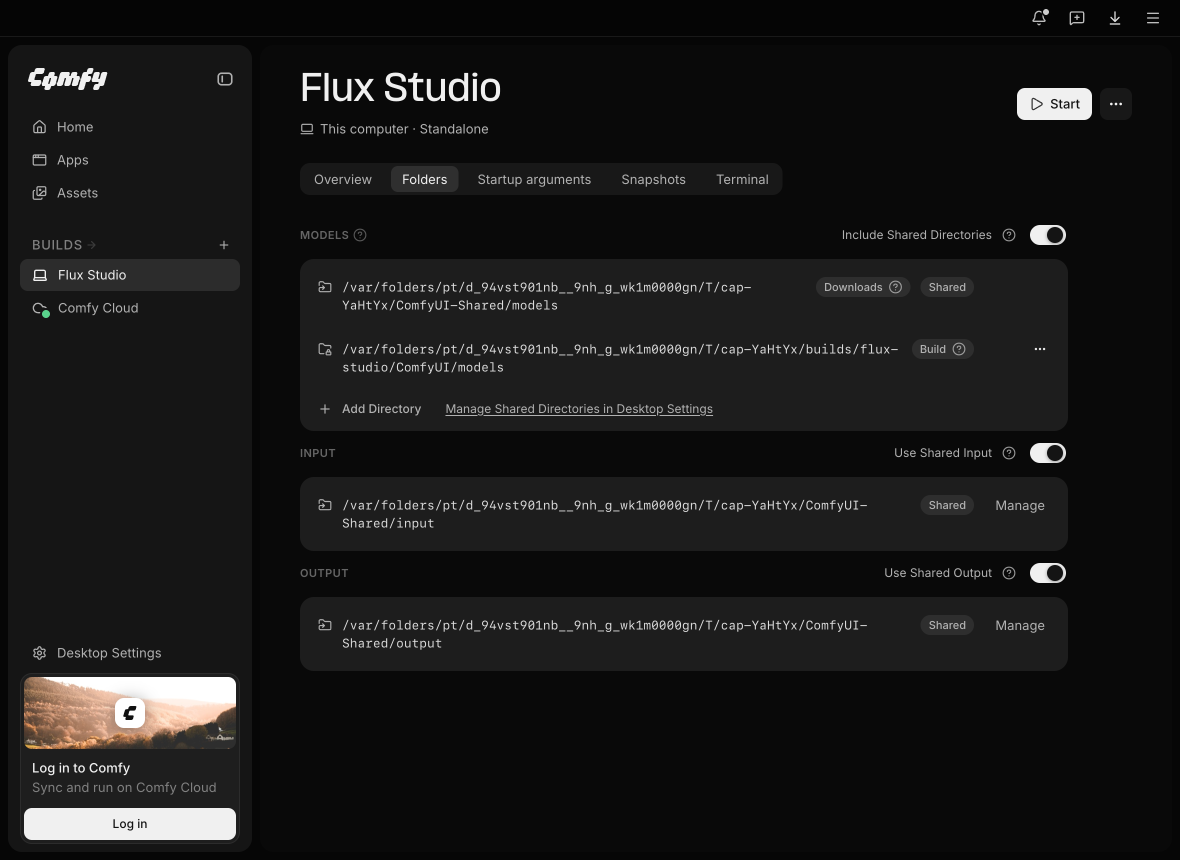 Comfy
Home
Apps
Assets
BUILDS
Flux Studio
Comfy Cloud
Desktop Settings
Log in to Comfy
Sync and run on Comfy Cloud
Log in
Flux Studio
This computer · Standalone
Start
Overview
Folders
Startup arguments
Snapshots
Terminal
MODELS
Include Shared Directories
/var/folders/pt/d_94vst901nb__9nh_g_wk1m0000gn/T/cap-
YaHtYx/ComfyUI-Shared/models
Downloads
Shared
/var/folders/pt/d_94vst901nb__9nh_g_wk1m0000gn/T/cap-YaHtYx/builds/flux-
studio/ComfyUI/models
Build
Add Directory
Manage Shared Directories in Desktop Settings
INPUT
Use Shared Input
/var/folders/pt/d_94vst901nb__9nh_g_wk1m0000gn/T/cap-YaHtYx/ComfyUI-
Shared/input
Shared
Manage
OUTPUT
Use Shared Output
/var/folders/pt/d_94vst901nb__9nh_g_wk1m0000gn/T/cap-YaHtYx/ComfyUI-
Shared/output
Shared
Manage